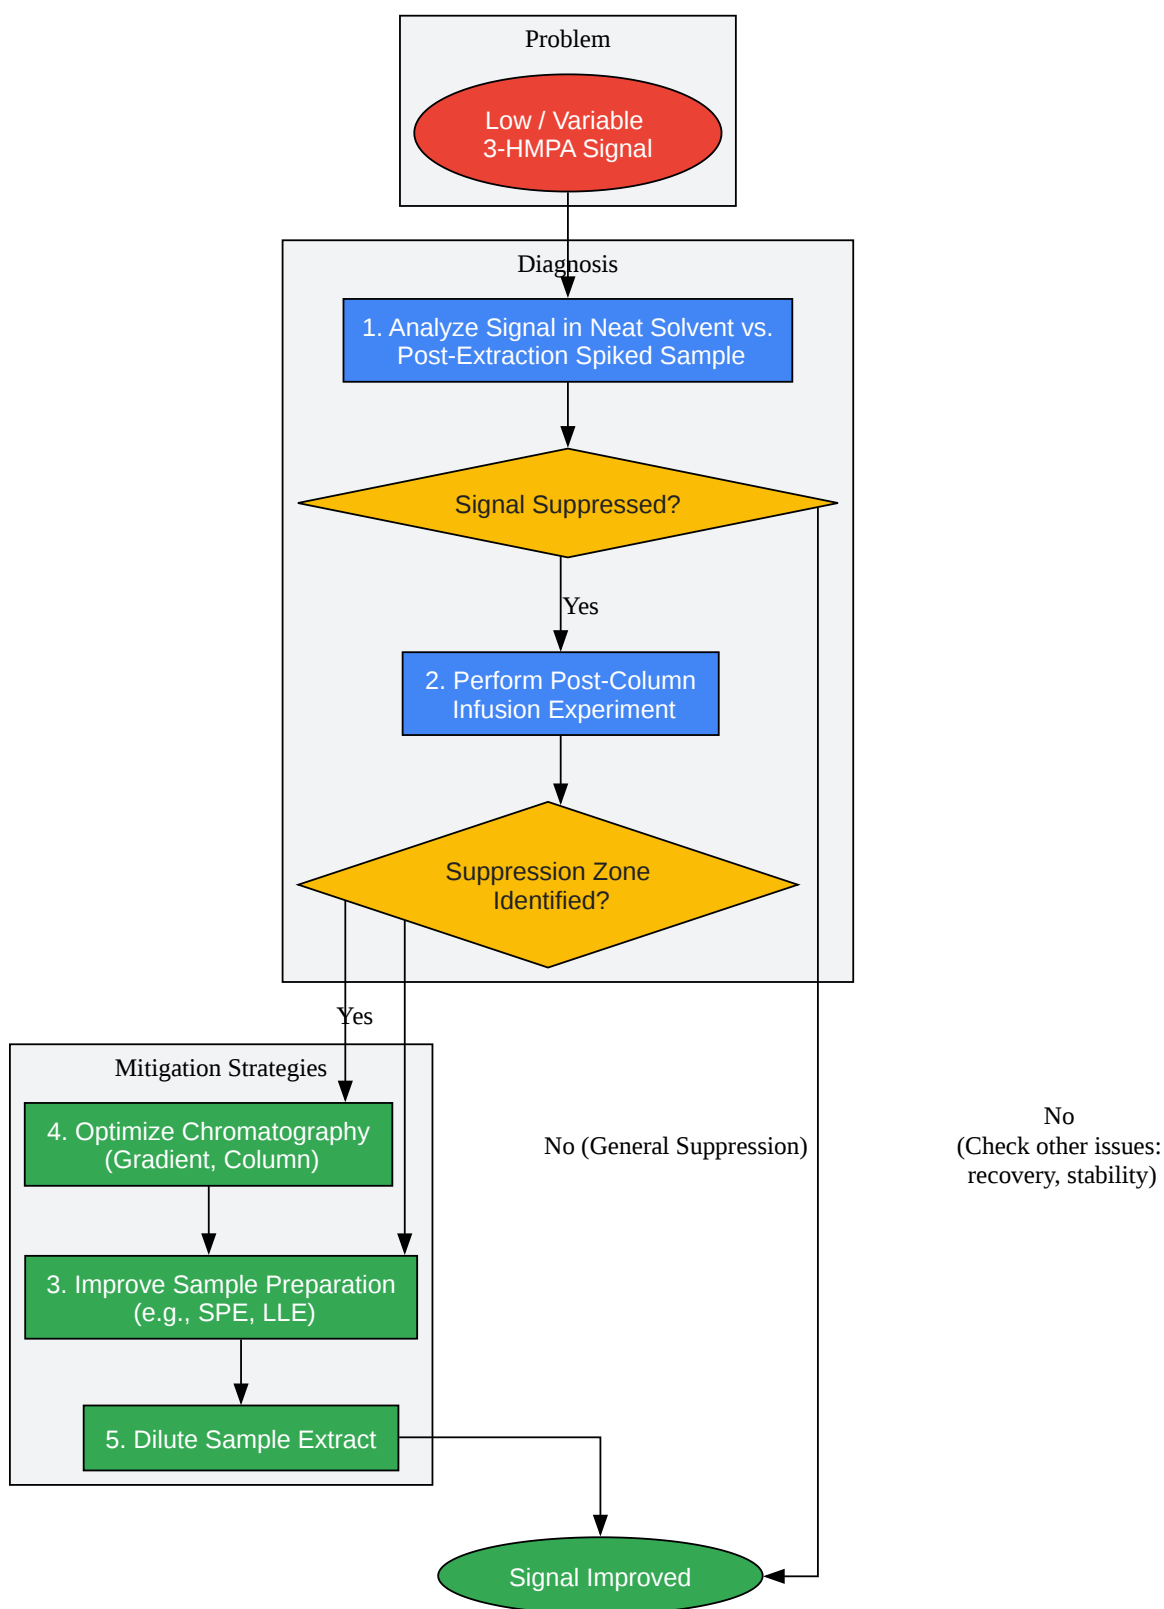 Problem
Low / Variable
3-HMPA Signal
Diagnosis
1. Analyze Signal in Neat Solvent vs.
Post-Extraction Spiked Sample
Signal Suppressed?
Yes
2. Perform Post-Column
Infusion Experiment
Suppression Zone
Identified?
Yes
Mitigation Strategies
4. Optimize Chromatography
(Gradient, Column)
No (General Suppression)
No
(Check other issues:
recovery, stability)
3. Improve Sample Preparation
(e.g., SPE, LLE)
5. Dilute Sample Extract
Signal Improved